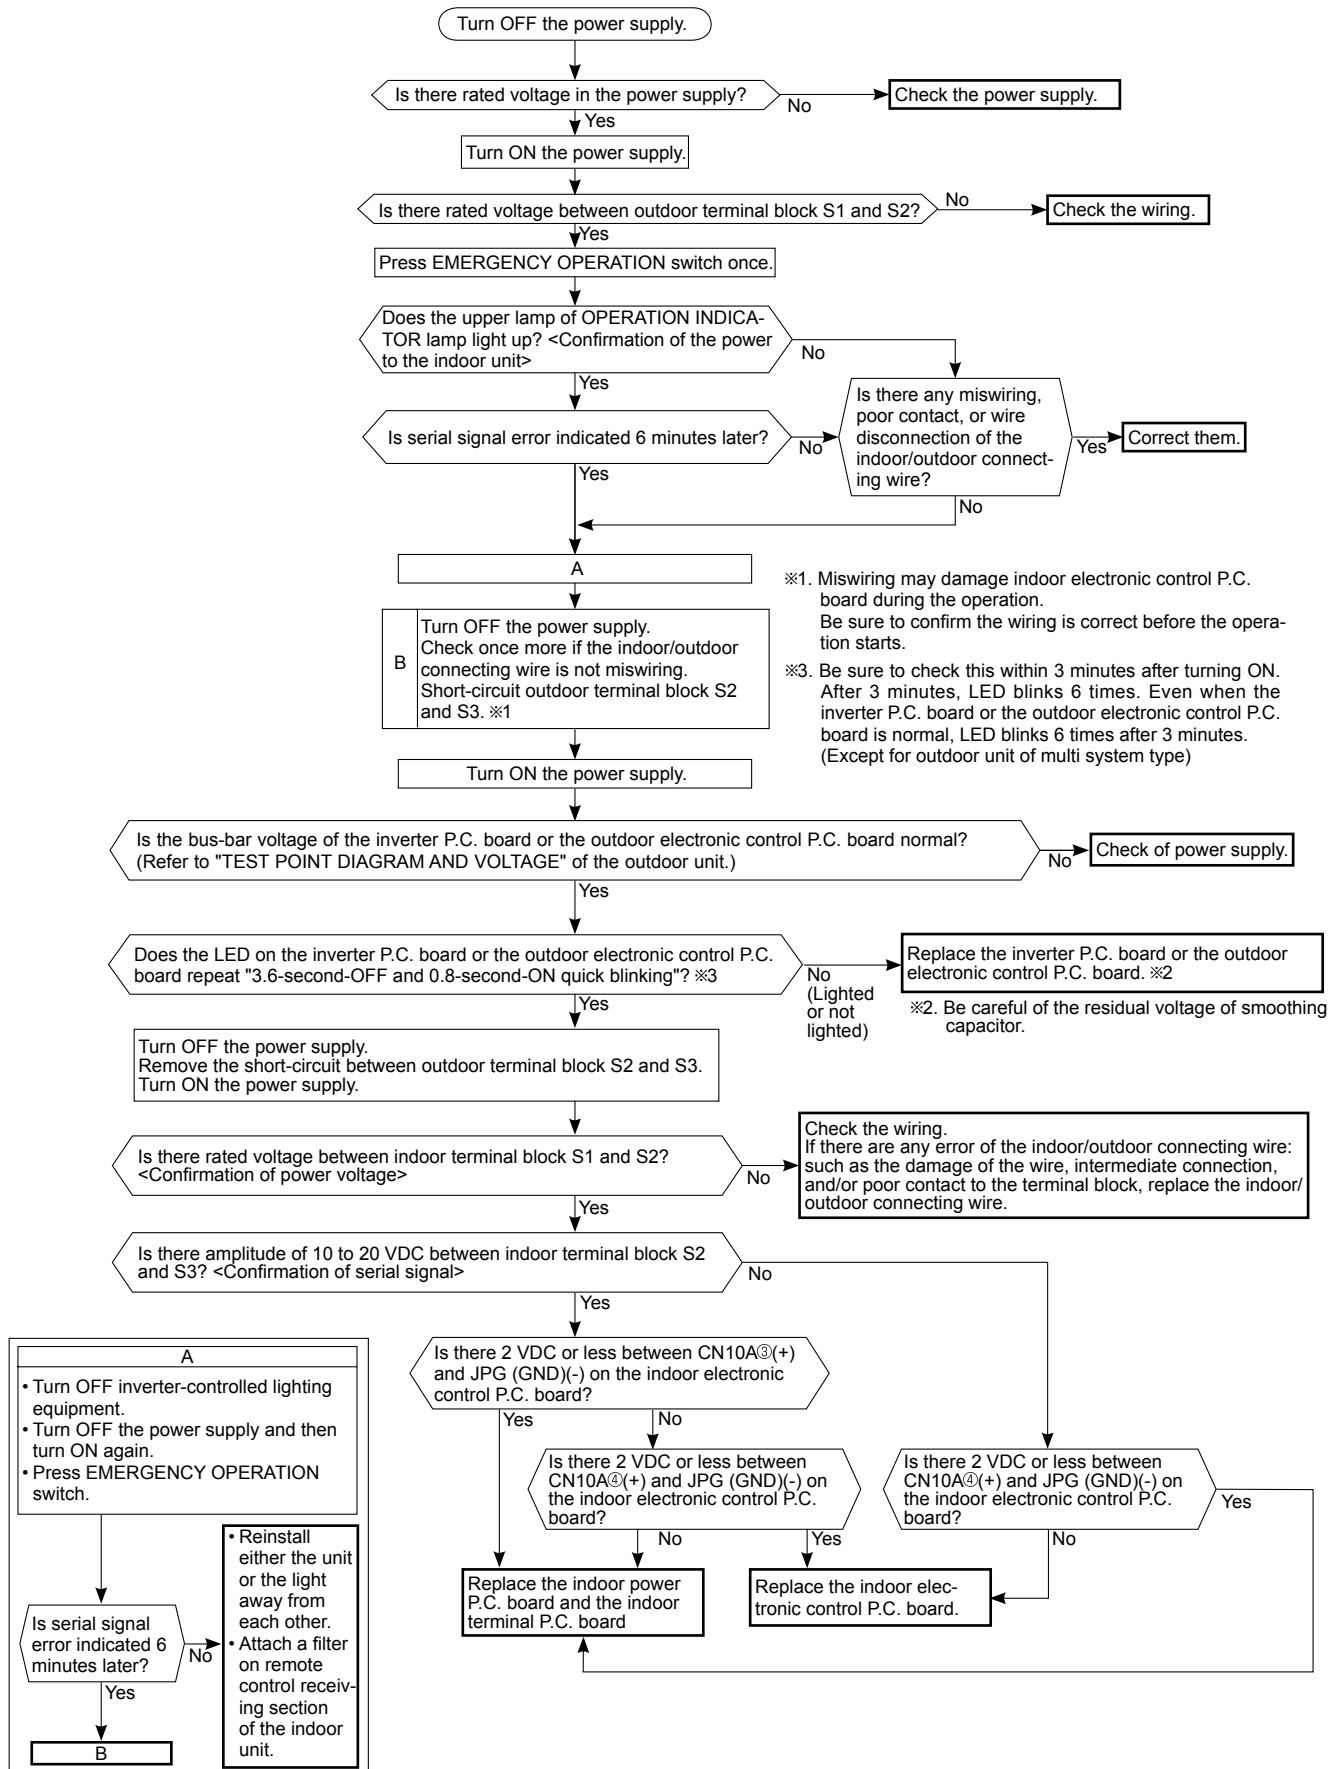 Turn OFF the power supply.
Is there rated voltage in the power supply?
No
Check the power supply.
Yes
Turn ON the power supply.
Is there rated voltage between outdoor terminal block S1 and S2?
No
Check the wiring.
Yes
Press EMERGENCY OPERATION switch once.
Does the upper lamp of OPERATION INDICA-
TOR lamp light up? <Confirmation of the power
to the indoor unit>
No
Yes
Is serial signal error indicated 6 minutes later?
No
Is there any miswiring,
poor contact, or wire
disconnection of the
indoor/outdoor connect-
ing wire?
Yes
Correct them.
Yes
No
A
B
Turn OFF the power supply.
Check once more if the indoor/outdoor
connecting wire is not miswiring.
Short-circuit outdoor terminal block S2
and S3. ※1
※1. Miswiring may damage indoor electronic control P.C.
board during the operation.
Be sure to confirm the wiring is correct before the opera-
tion starts.
※3. Be sure to check this within 3 minutes after turning ON.
After 3 minutes, LED blinks 6 times. Even when the
inverter P.C. board or the outdoor electronic control P.C.
board is normal, LED blinks 6 times after 3 minutes.
(Except for outdoor unit of multi system type)
Turn ON the power supply.
Is the bus-bar voltage of the inverter P.C. board or the outdoor electronic control P.C. board normal?
(Refer to "TEST POINT DIAGRAM AND VOLTAGE" of the outdoor unit.)
No
Check of power supply.
Yes
Does the LED on the inverter P.C. board or the outdoor electronic control P.C.
board repeat "3.6-second-OFF and 0.8-second-ON quick blinking"? ※3
No
(Lighted
or not
lighted)
Replace the inverter P.C. board or the outdoor
electronic control P.C. board. ※2
※2. Be careful of the residual voltage of smoothing
capacitor.
Yes
Turn OFF the power supply.
Remove the short-circuit between outdoor terminal block S2 and S3.
Turn ON the power supply.
Is there rated voltage between indoor terminal block S1 and S2?
<Confirmation of power voltage>
No
Check the wiring.
If there are any error of the indoor/outdoor connecting wire:
such as the damage of the wire, intermediate connection,
and/or poor contact to the terminal block, replace the indoor/
outdoor connecting wire.
Yes
Is there amplitude of 10 to 20 VDC between indoor terminal block S2
and S3? <Confirmation of serial signal>
No
Yes
Is there 2 VDC or less between CN10A③(+)
and JPG (GND)(-) on the indoor electronic
control P.C. board?
Yes
No
Is there 2 VDC or less between
CN10A④(+) and JPG (GND)(-) on
the indoor electronic control P.C.
board?
No
Yes
Is there 2 VDC or less between
CN10A④(+) and JPG (GND)(-) on
the indoor electronic control P.C.
board?
Yes
No
Replace the indoor power
P.C. board and the indoor
terminal P.C. board
Replace the indoor elec-
tronic control P.C. board.
A
• Turn OFF inverter-controlled lighting
equipment.
• Turn OFF the power supply and then
turn ON again.
• Press EMERGENCY OPERATION
switch.
Is serial signal
error indicated 6
minutes later?
No
• Reinstall
either the unit
or the light
away from
each other.
• Attach a filter
on remote
control receiv-
ing section
of the indoor
unit.
Yes
B